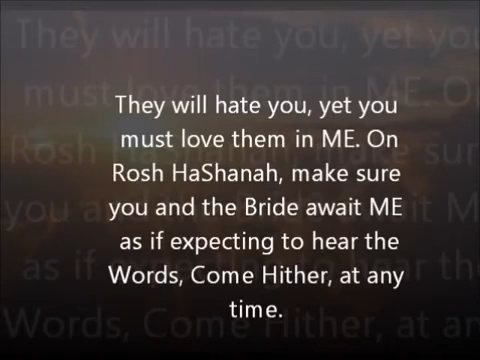 They will hate you, yet you
must love them in ME. On
Rosh HaShanah, make sure
you and the Bride await ME
as if expecting to hear the
Words, Come Hither, at any
time.